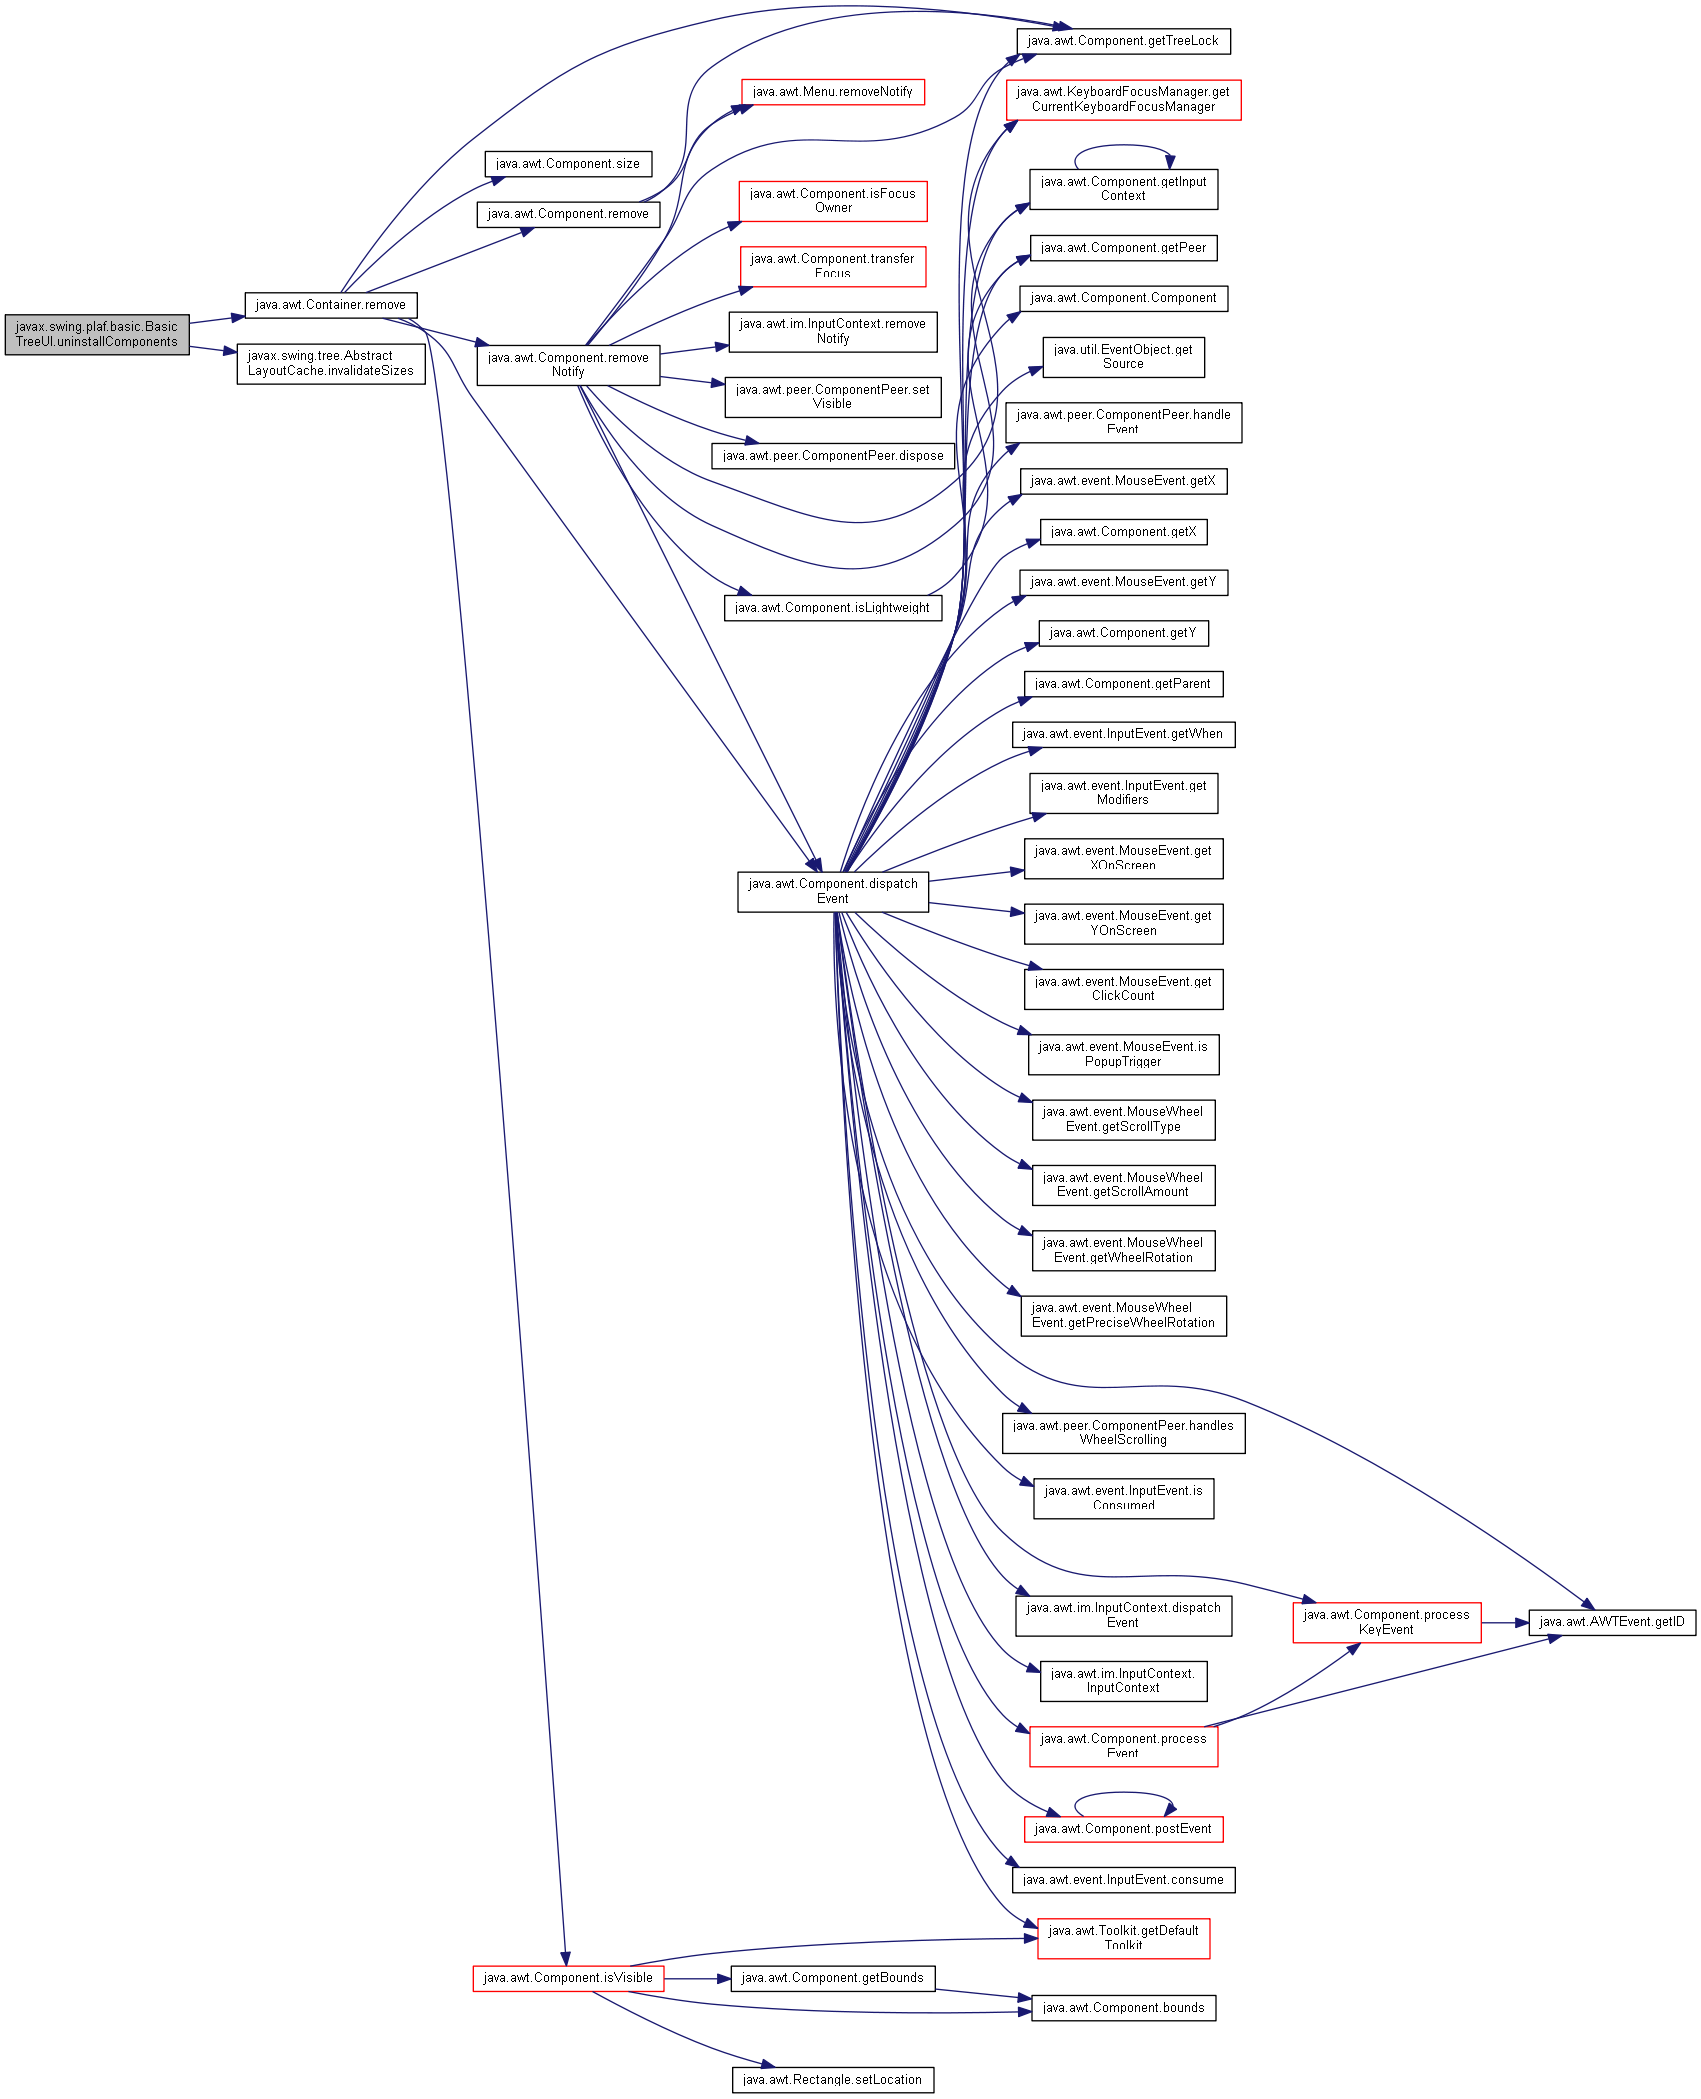 javax.swing.plaf.basic.Basic
TreeUI.uninstallComponents
java.awt.Container.remove
javax.swing.tree.Abstract
LayoutCache.invalidateSizes
java.awt.Component.size
java.awt.Component.remove
java.awt.Component.remove
Notify
java.awt.Component.isVisible
java.awt.Menu.removeNotify
java.awt.Component.isFocus
Owner
java.awt.Component.transfer
Focus
java.awt.im.InputContext.remove
Notify
java.awt.peer.ComponentPeer.set
Visible
java.awt.peer.ComponentPeer.dispose
java.awt.Component.isLightweight
java.awt.Component.dispatch
Event
java.awt.Component.getBounds
java.awt.Rectangle.setLocation
java.awt.Component.getTreeLock
java.awt.KeyboardFocusManager.get
CurrentKeyboardFocusManager
java.awt.Component.getInput
Context
java.awt.Component.getPeer
java.awt.Component.Component
java.util.EventObject.get
Source
java.awt.peer.ComponentPeer.handle
Event
java.awt.event.MouseEvent.getX
java.awt.Component.getX
java.awt.event.MouseEvent.getY
java.awt.Component.getY
java.awt.Component.getParent
java.awt.event.InputEvent.getWhen
java.awt.event.InputEvent.get
Modifiers
java.awt.event.MouseEvent.get
XOnScreen
java.awt.event.MouseEvent.get
YOnScreen
java.awt.event.MouseEvent.get
ClickCount
java.awt.event.MouseEvent.is
PopupTrigger
java.awt.event.MouseWheel
Event.getScrollType
java.awt.event.MouseWheel
Event.getScrollAmount
java.awt.event.MouseWheel
Event.getWheelRotation
java.awt.event.MouseWheel
Event.getPreciseWheelRotation
java.awt.peer.ComponentPeer.handles
WheelScrolling
java.awt.event.InputEvent.is
Consumed
java.awt.im.InputContext.dispatch
Event
java.awt.im.InputContext.
InputContext
java.awt.Component.process
Event
java.awt.Component.postEvent
java.awt.event.InputEvent.consume
java.awt.Toolkit.getDefault
Toolkit
java.awt.Component.bounds
java.awt.Component.process
KeyEvent
java.awt.AWTEvent.getID